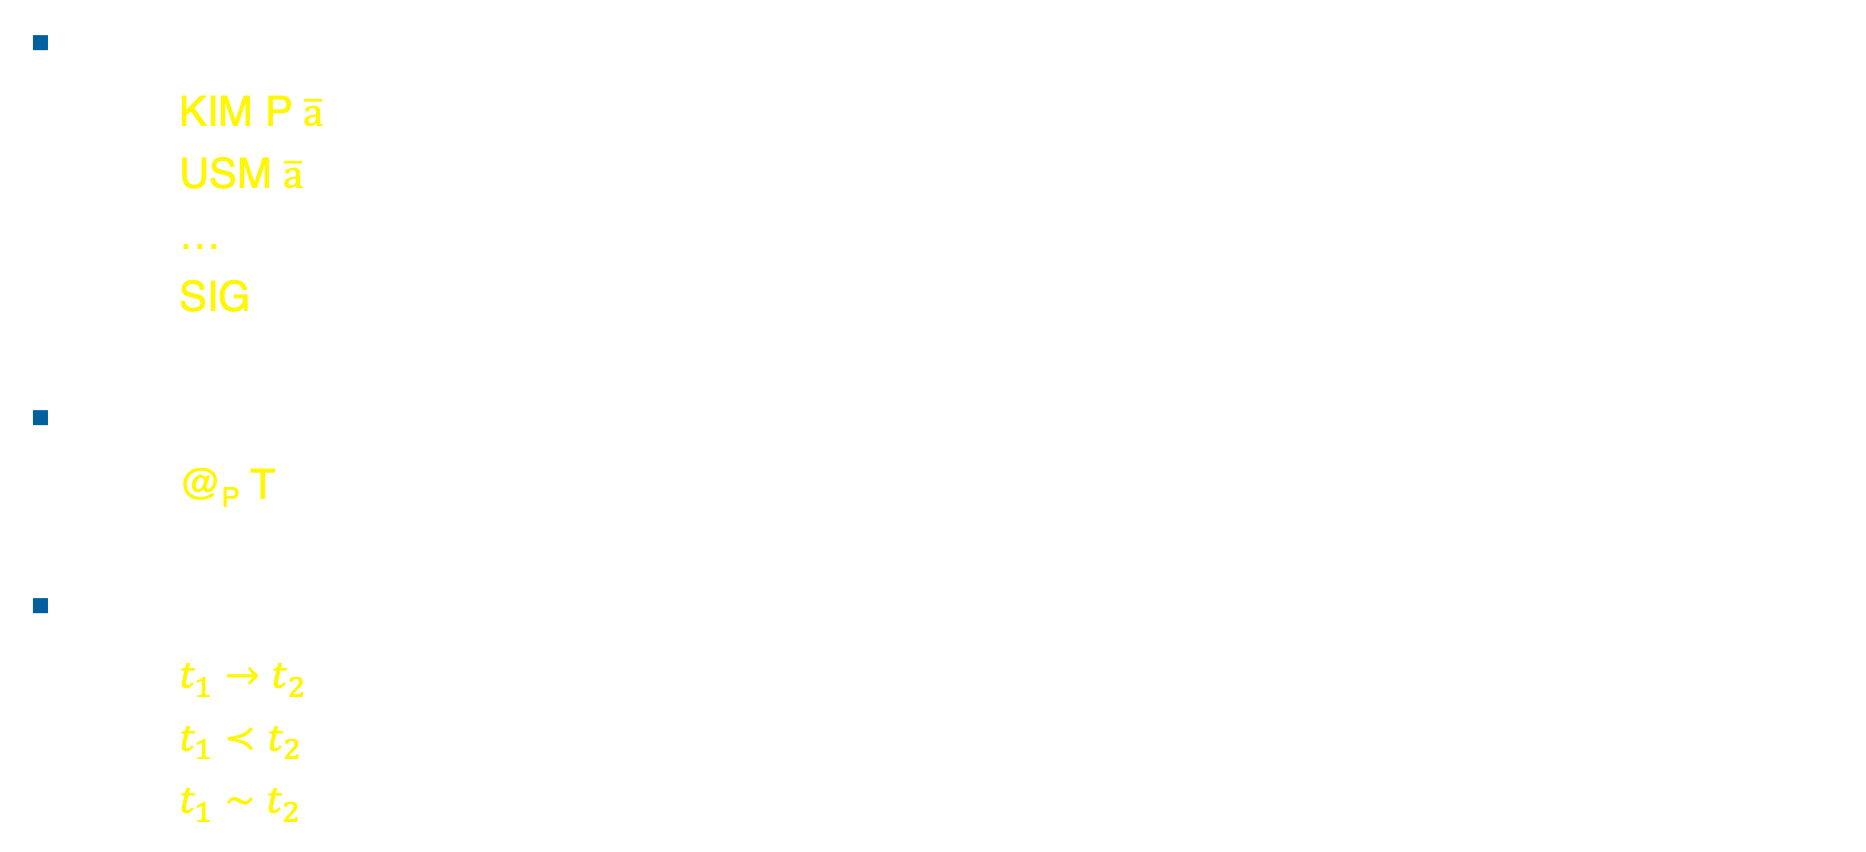 KIM P a̅
USM a̅
…
SIG
@ₚ T
t₁ → t₂
t₁ ≺ t₂
t₁ ∼ t₂